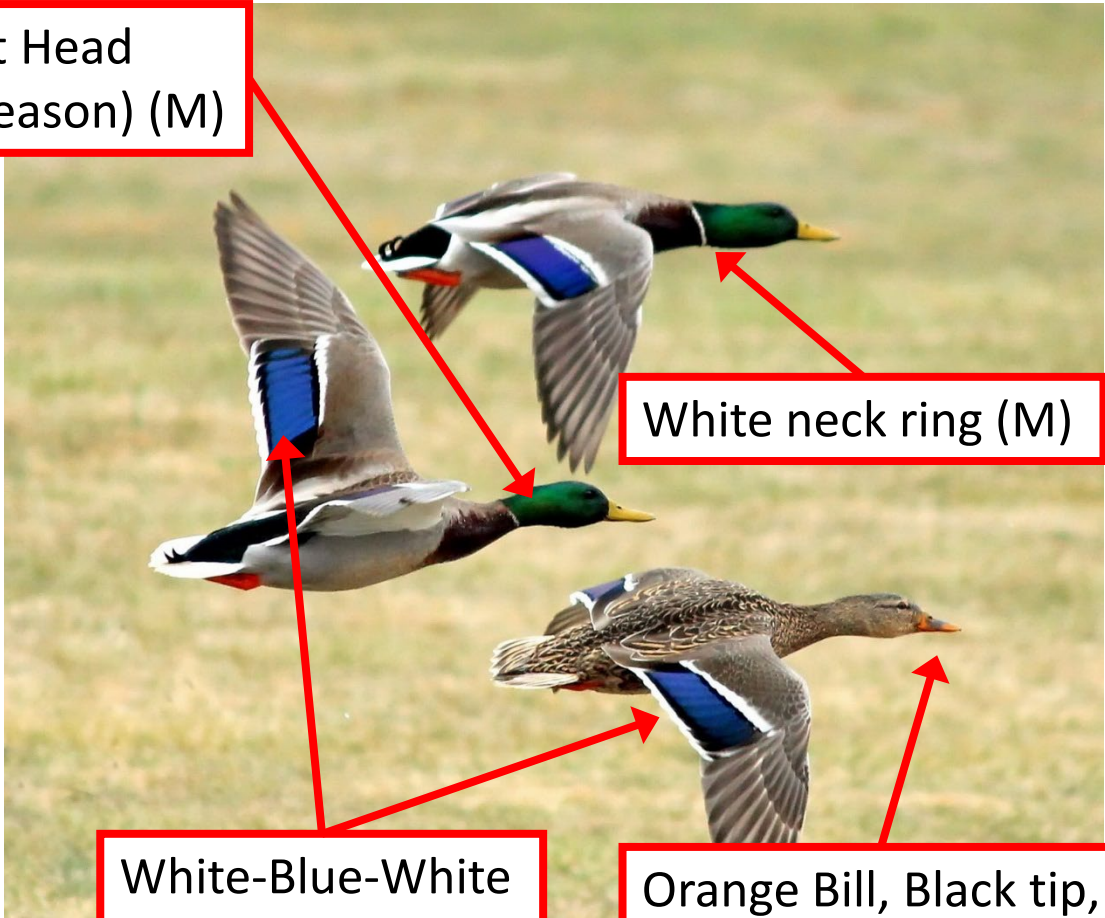 t Head
eason) (M)
White neck ring (M)
White-Blue-White
Orange Bill, Black tip,